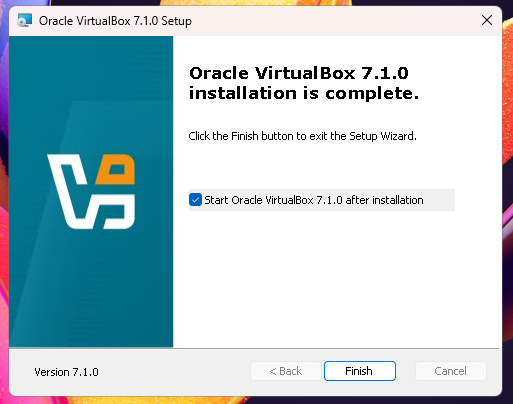 Oracle VirtualBox 7.1.0 Setup
Oracle VirtualBox 7.1.0
installation is complete.
Click the Finish button to exit the Setup Wizard.
Start Oracle VirtualBox 7.1.0 after installation
Version 7.1.0
< Back
Finish
Cancel